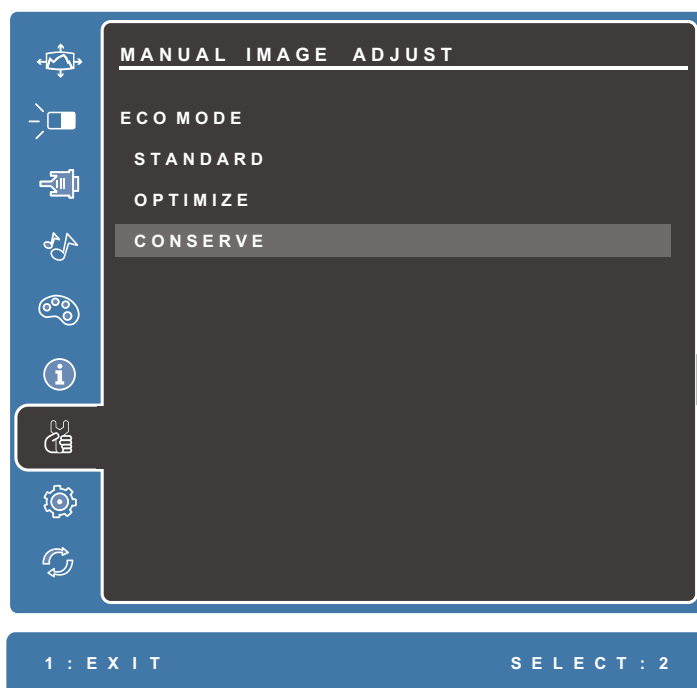 MANUAL IMAGE ADJUST
ECO MODE
STANDARD
OPTIMIZE
CONSERVE
1 : EXIT
SELECT : 2